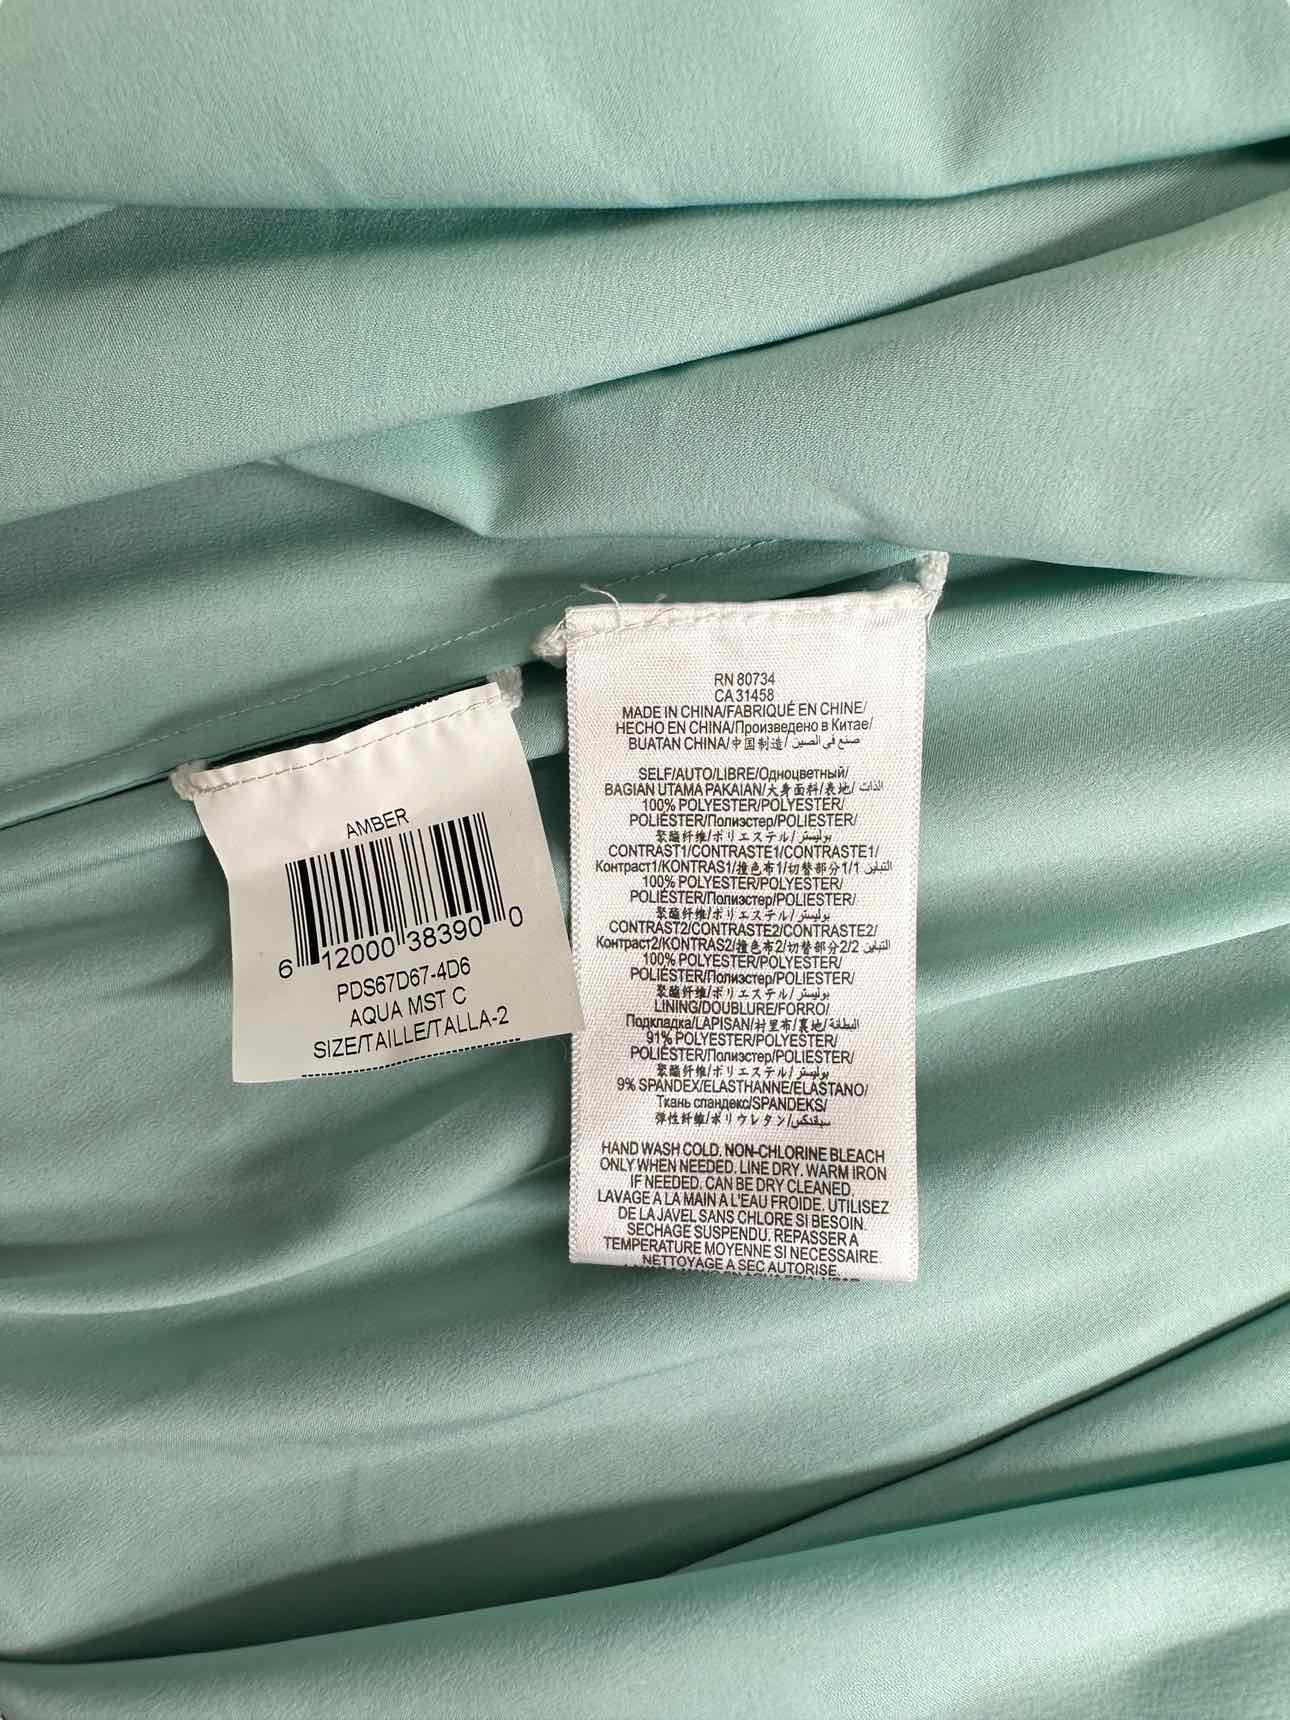 AMBER
6 12000 38390 0
PDS67D67-4D6
AQUA MST C
SIZE/TAILLE/TALLA-2
RN 80734
CA 31458
MADE IN CHINA/FABRIQUÉ EN CHINE/
HECHO EN CHINA/Произведено в Китае/
BUATAN CHINA/中国制造/ صنع في الصين
SELF/AUTO/LIBRE/Одноцветный/
BAGIAN UTAMA PAKAIAN/大身面料/表地/ الذات
100% POLYESTER/POLYESTER/
POLIÉSTER/Полиэстер/POLIESTER/
聚酯纤维/ポリエステル/ بوليستر
CONTRAST1/CONTRASTE1/CONTRASTE1/
Контраст1/KONTRAS1/撞色布1/切替部分1/ التباين 1
100% POLYESTER/POLYESTER/
POLIÉSTER/Полиэстер/POLIESTER/
聚酯纤维/ポリエステル/ بوليستر
CONTRAST2/CONTRASTE2/CONTRASTE2/
Контраст2/KONTRAS2/撞色布2/切替部分2/ التباين 2
100% POLYESTER/POLYESTER/
POLIÉSTER/Полиэстер/POLIESTER/
聚酯纤维/ポリエステル/ بوليستر
LINING/DOUBLURE/FORRO/
Подкладка/LAPISAN/衬里布/裏地/ البطانة
91% POLYESTER/POLYESTER/
POLIÉSTER/Полиэстер/POLIESTER/
聚酯纤维/ポリエステル/ بوليستر
9% SPANDEX/ELASTHANNE/ELASTANO/
Ткань спандекс/SPANDEKS/
弹性纤维/ポリウレタン/ سباندكس
HAND WASH COLD. NON-CHLORINE BLEACH
ONLY WHEN NEEDED. LINE DRY. WARM IRON
IF NEEDED. CAN BE DRY CLEANED.
LAVAGE A LA MAIN A L'EAU FROIDE. UTILISEZ
DE LA JAVEL SANS CHLORE SI BESOIN.
SECHAGE SUSPENDU. REPASSER A
TEMPERATURE MOYENNE SI NECESSAIRE.
NETTOYAGE A SEC AUTORISE.